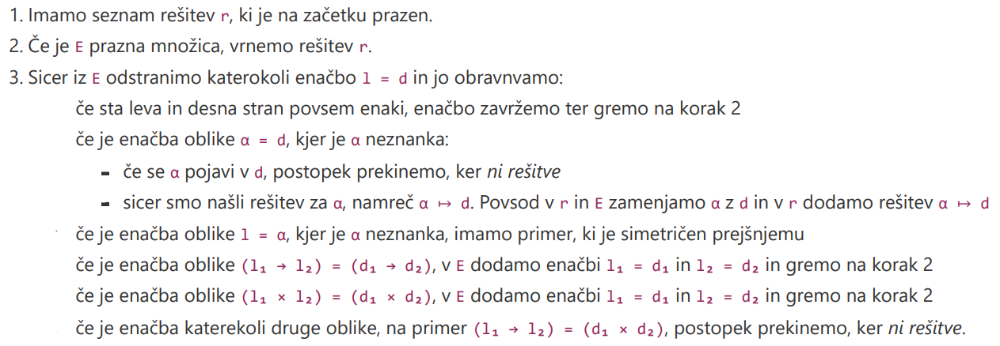 1. Imamo seznam rešitev r, ki je na začetku prazen.
2. Če je E prazna množica, vrnemo rešitev r.
3. Sicer iz E odstranimo katerokoli enačbo l = d in jo obravnvamo:
če sta leva in desna stran povsem enaki, enačbo zavržemo ter gremo na korak 2
če je enačba oblike α = d, kjer je α neznanka:
- če se α pojavi v d, postopek prekinemo, ker ni rešitve
- sicer smo našli rešitev za α, namreč α ↦ d. Povsod v r in E zamenjamo α z d in v r dodamo rešitev α ↦ d
če je enačba oblike l = α, kjer je α neznanka, imamo primer, ki je simetričen prejšnjemu
če je enačba oblike (l₁ → l₂) = (d₁ → d₂), v E dodamo enačbi l₁ = d₁ in l₂ = d₂ in gremo na korak 2
če je enačba oblike (l₁ × l₂) = (d₁ × d₂), v E dodamo enačbi l₁ = d₁ in l₂ = d₂ in gremo na korak 2
če je enačba katerekoli druge oblike, na primer (l₁ → l₂) = (d₁ × d₂), postopek prekinemo, ker ni rešitve.